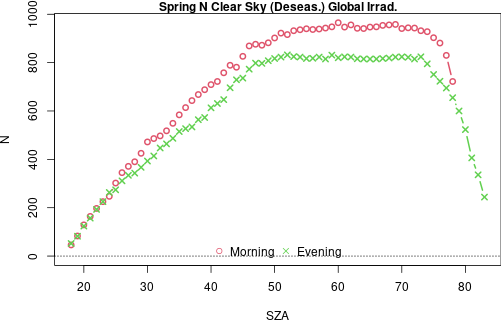 Spring N Clear Sky (Deseas.) Global Irrad.
1000
800
600
400
200
0
N
Morning Evening
20 30 40 50 60 70 80
SZA